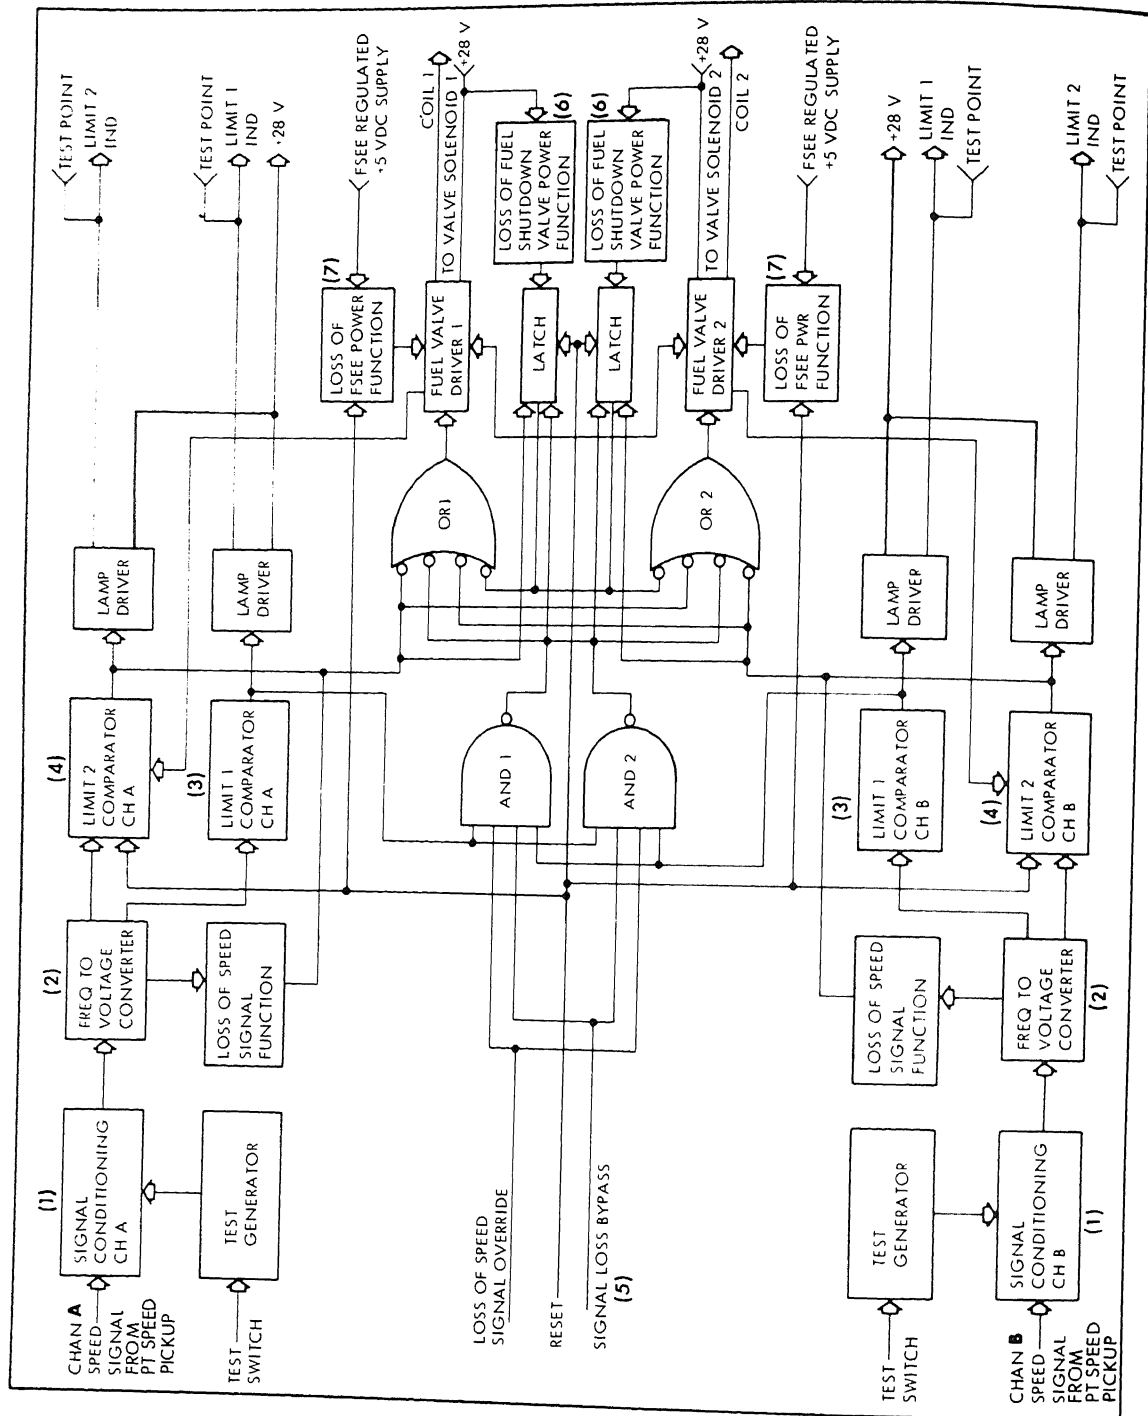 CHAN A
SPEED
SIGNAL
FROM
PT SPEED
PICKUP
(1)
SIGNAL
CONDITIONING
CH A
TEST
SWITCH
TEST
GENERATOR
(2)
FREQ TO
VOLTAGE
CONVERTER
LOSS OF SPEED
SIGNAL
FUNCTION
(4)
LIMIT 2
COMPARATOR
CH A
(3)
LIMIT 1
COMPARATOR
CH A
LAMP
DRIVER
LAMP
DRIVER
TEST POINT
LIMIT 2
IND
TEST POINT
LIMIT 1
IND
+28 V
LOSS OF SPEED
SIGNAL OVERRIDE
RESET
SIGNAL LOSS BYPASS
(5)
AND 1
AND 2
OR 1
OR 2
(7)
LOSS OF
FSEE POWER
FUNCTION
FSEE REGULATED
+5 VDC SUPPLY
FUEL VALVE
DRIVER 1
COIL 1
TO VALVE SOLENOID 1
+28 V
LATCH
LOSS OF FUEL
SHUTDOWN
VALVE POWER
FUNCTION
(6)
LATCH
LOSS OF FUEL
SHUTDOWN
VALVE POWER
FUNCTION
(6)
FUEL VALVE
DRIVER 2
+28 V
TO VALVE SOLENOID 2
COIL 2
(7)
LOSS OF
FSEE PWR
FUNCTION
FSEE REGULATED
+5 VDC SUPPLY
TEST
SWITCH
TEST
GENERATOR
CHAN B
SPEED
SIGNAL
FROM
PT SPEED
PICKUP
SIGNAL
CONDITIONING
CH B
(1)
LOSS OF SPEED
SIGNAL
FUNCTION
FREQ TO
VOLTAGE
CONVERTER
(2)
(3)
LIMIT 1
COMPARATOR
CH B
(4)
LIMIT 2
COMPARATOR
CH B
LAMP
DRIVER
LAMP
DRIVER
+28 V
LIMIT 1
IND
TEST POINT
LIMIT 2
IND
TEST POINT